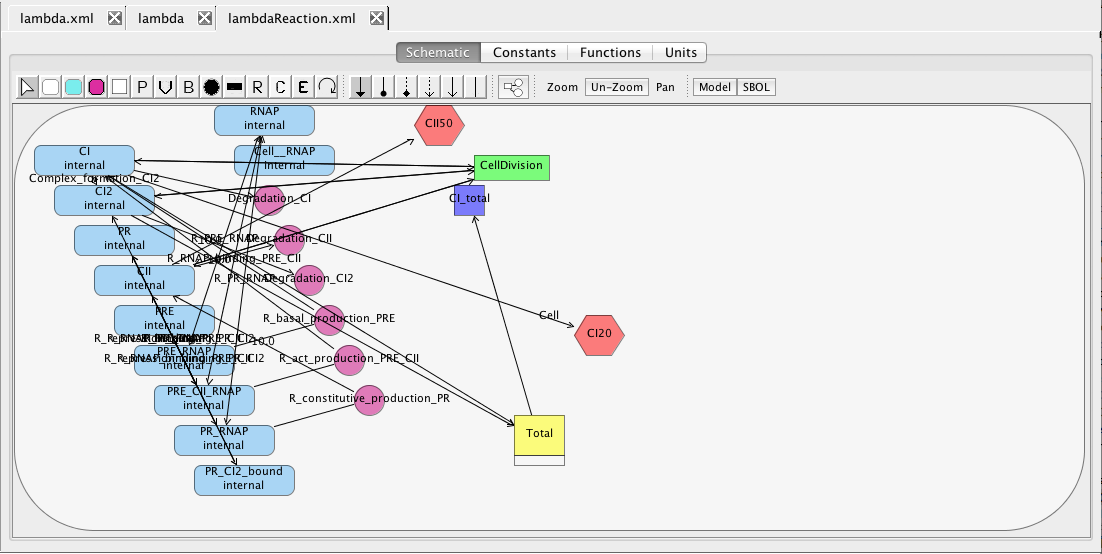 lambda.xml
lambda
lambdaReaction.xml
Schematic
Constants
Functions
Units
P
V
B
R
C
E
Zoom
Un-Zoom
Pan
Model
SBOL
RNAP
internal
CII50
CI
internal
Cell__RNAP
internal
CellDivision
Complex_formation_CI2
CI2
internal
Degradation_CI
CI_total
PR
internal
Degradation_CII
R_RNAP_binding_PRE_CII
CII
internal
R_PR_RNAP
Degradation_CI2
PRE
internal
R_basal_production_PRE
Cell
CI20
10.0
PRE_RNAP
internal
R_act_production_PRE_CII
PRE_CII_RNAP
internal
R_constitutive_production_PR
PR_RNAP
internal
Total
PR_CI2_bound
internal